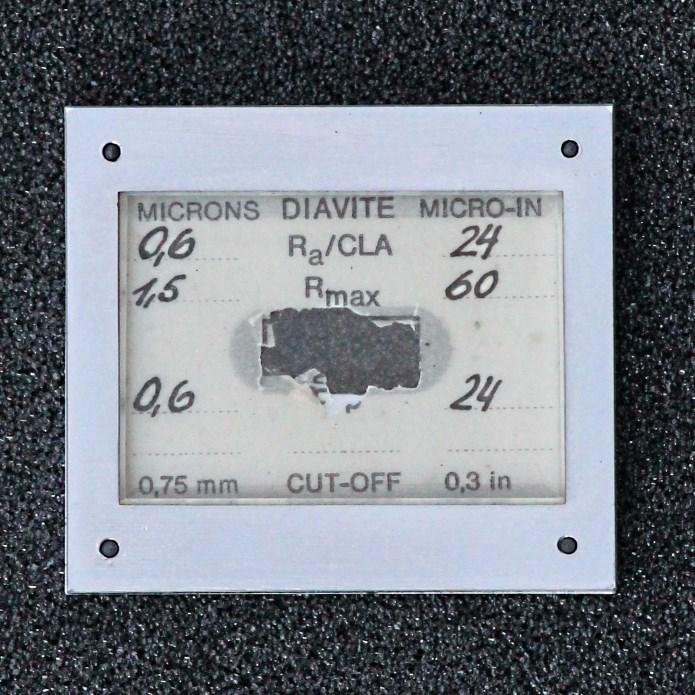 MICRONS DIAVITE MICRO-IN
0,6 Ra/CLA 24
1,5 Rmax 60
0,6 24
0,75 mm CUT-OFF 0,3 in